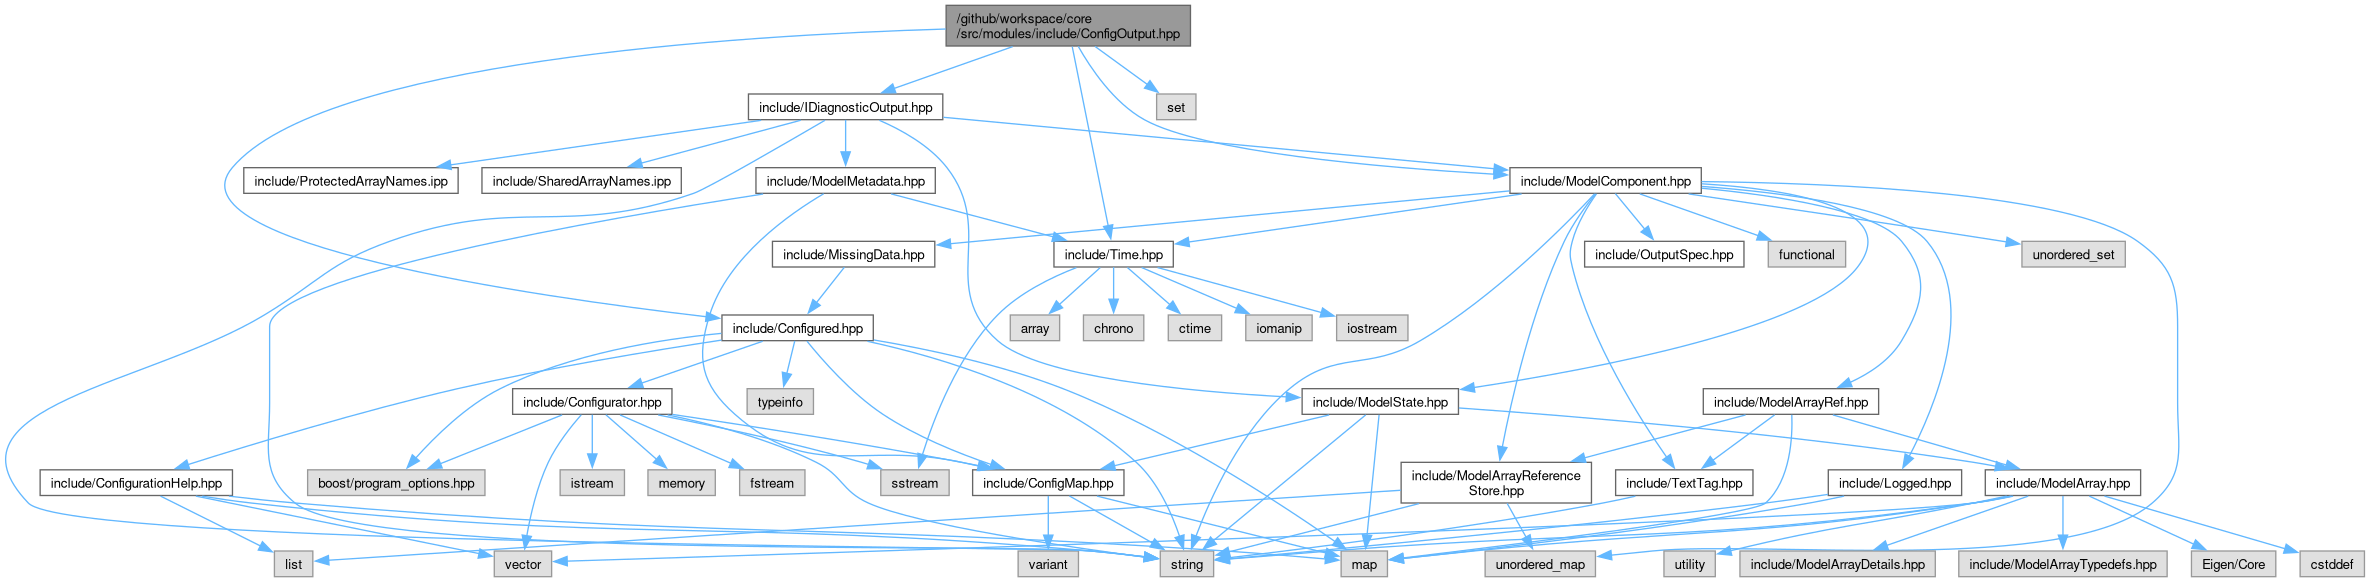 /github/workspace/core
/src/modules/include/ConfigOutput.hpp
include/IDiagnosticOutput.hpp
set
include/ProtectedArrayNames.ipp
include/SharedArrayNames.ipp
include/ModelMetadata.hpp
include/ModelComponent.hpp
include/MissingData.hpp
include/Time.hpp
include/OutputSpec.hpp
functional
unordered_set
include/Configured.hpp
array
chrono
ctime
iomanip
iostream
include/Configurator.hpp
typeinfo
include/ModelState.hpp
include/ModelArrayRef.hpp
include/ConfigurationHelp.hpp
boost/program_options.hpp
istream
memory
fstream
sstream
include/ConfigMap.hpp
include/ModelArrayReference
Store.hpp
include/TextTag.hpp
include/Logged.hpp
include/ModelArray.hpp
list
vector
variant
string
map
unordered_map
utility
include/ModelArrayDetails.hpp
include/ModelArrayTypedefs.hpp
Eigen/Core
cstddef